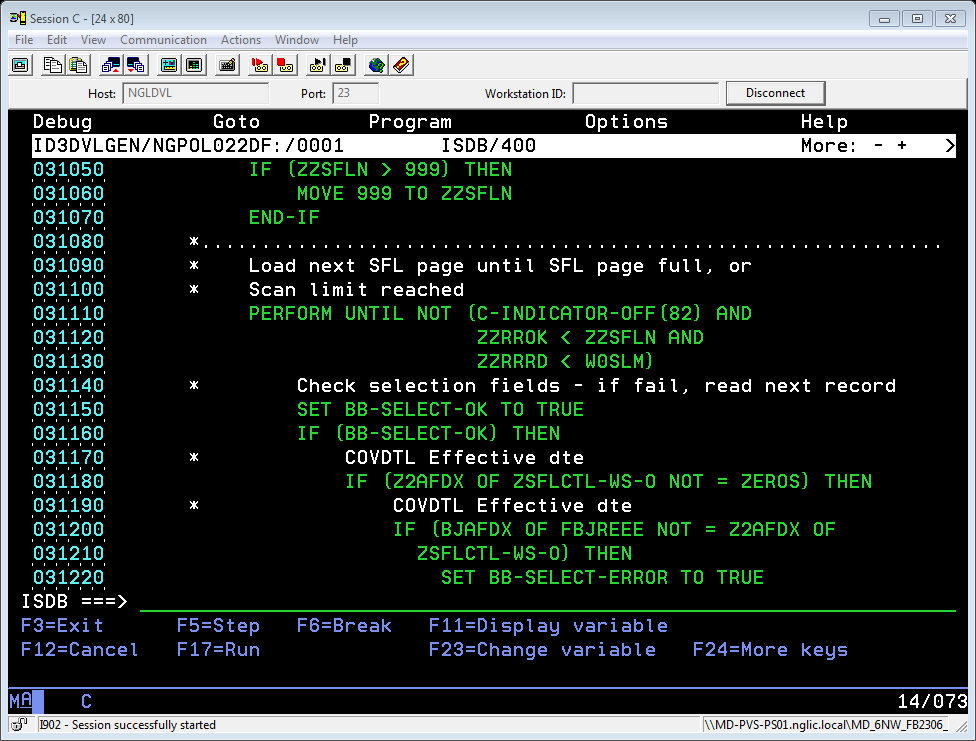 Session C - [24 x 80]
File Edit View Communication Actions Window Help
Host: NGLDVL Port: 23 Workstation ID: Disconnect
Debug Goto Program Options Help
ID3DVLGEN/NGPOL022DF:/0001 ISDB/400 More: - + >
031050 IF (ZZSFLN > 999) THEN
031060 MOVE 999 TO ZZSFLN
031070 END-IF
031080 *..............................................................
031090 * Load next SFL page until SFL page full, or
031100 * Scan limit reached
031110 PERFORM UNTIL NOT (C-INDICATOR-OFF(82) AND
031120 ZZRROK < ZZSFLN AND
031130 ZZRRRD < W0SLM)
031140 * Check selection fields - if fail, read next record
031150 SET BB-SELECT-OK TO TRUE
031160 IF (BB-SELECT-OK) THEN
031170 * COVDTL Effective dte
031180 IF (Z2AFDX OF ZSFLCTL-WS-O NOT = ZEROS) THEN
031190 * COVDTL Effective dte
031200 IF (BJAFDX OF FBJREEE NOT = Z2AFDX OF
031210 ZSFLCTL-WS-O) THEN
031220 SET BB-SELECT-ERROR TO TRUE
ISDB ===>
F3=Exit F5=Step F6=Break F11=Display variable
F12=Cancel F17=Run F23=Change variable F24=More keys
MA C 14/073
I902 - Session successfully started \\MD-PVS-PS01.nglic.local\MD_6NW_FB2306_